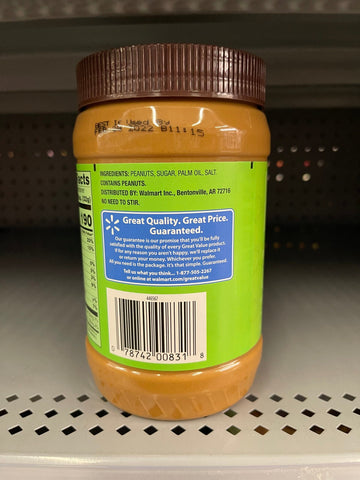 BEST If Used By
2022 B11:15
INGREDIENTS: PEANUTS, SUGAR, PALM OIL, SALT.
CONTAINS PEANUTS.
DISTRIBUTED BY: Walmart Inc., Bentonville, AR 72716
NO NEED TO STIR.
cts
90
Great Quality. Great Price.
Guaranteed.
Our guarantee is our promise that you'll be fully
satisfied with the quality of every Great Value product.
If for any reason you aren't happy, we'll replace it
or return your money. Whichever you prefer.
All you need is the package. It's that simple. Guaranteed.
Tell us what you think... 1-877-505-2267
or online at walmart.com/greatvalue
0 78742 00831 8